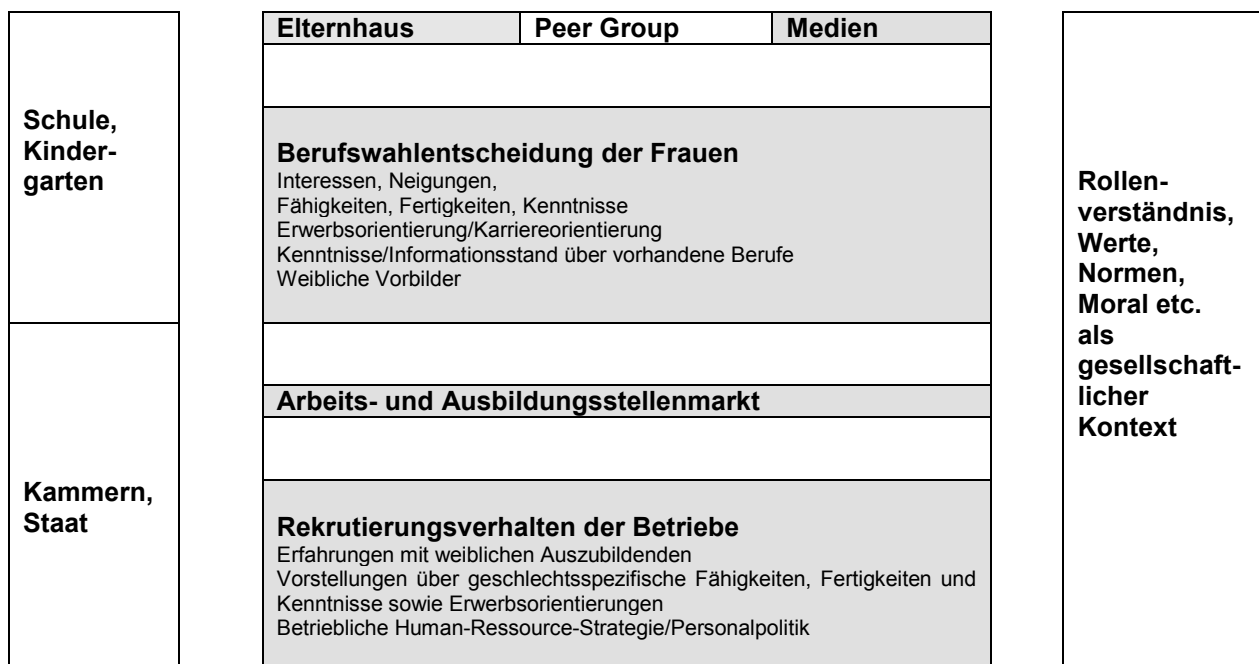 Schule,
Kinder-
garten
Kammern,
Staat
Elternhaus Peer Group Medien
Berufswahlentscheidung der Frauen
Interessen, Neigungen,
Fähigkeiten, Fertigkeiten, Kenntnisse
Erwerbsorientierung/Karriereorientierung
Kenntnisse/Informationsstand über vorhandene Berufe
Weibliche Vorbilder
Arbeits- und Ausbildungsstellenmarkt
Rekrutierungsverhalten der Betriebe
Erfahrungen mit weiblichen Auszubildenden
Vorstellungen über geschlechtsspezifische Fähigkeiten, Fertigkeiten und
Kenntnisse sowie Erwerbsorientierungen
Betriebliche Human-Ressource-Strategie/Personalpolitik
Rollen-
verständnis,
Werte,
Normen,
Moral etc.
als
gesellschaft-
licher
Kontext